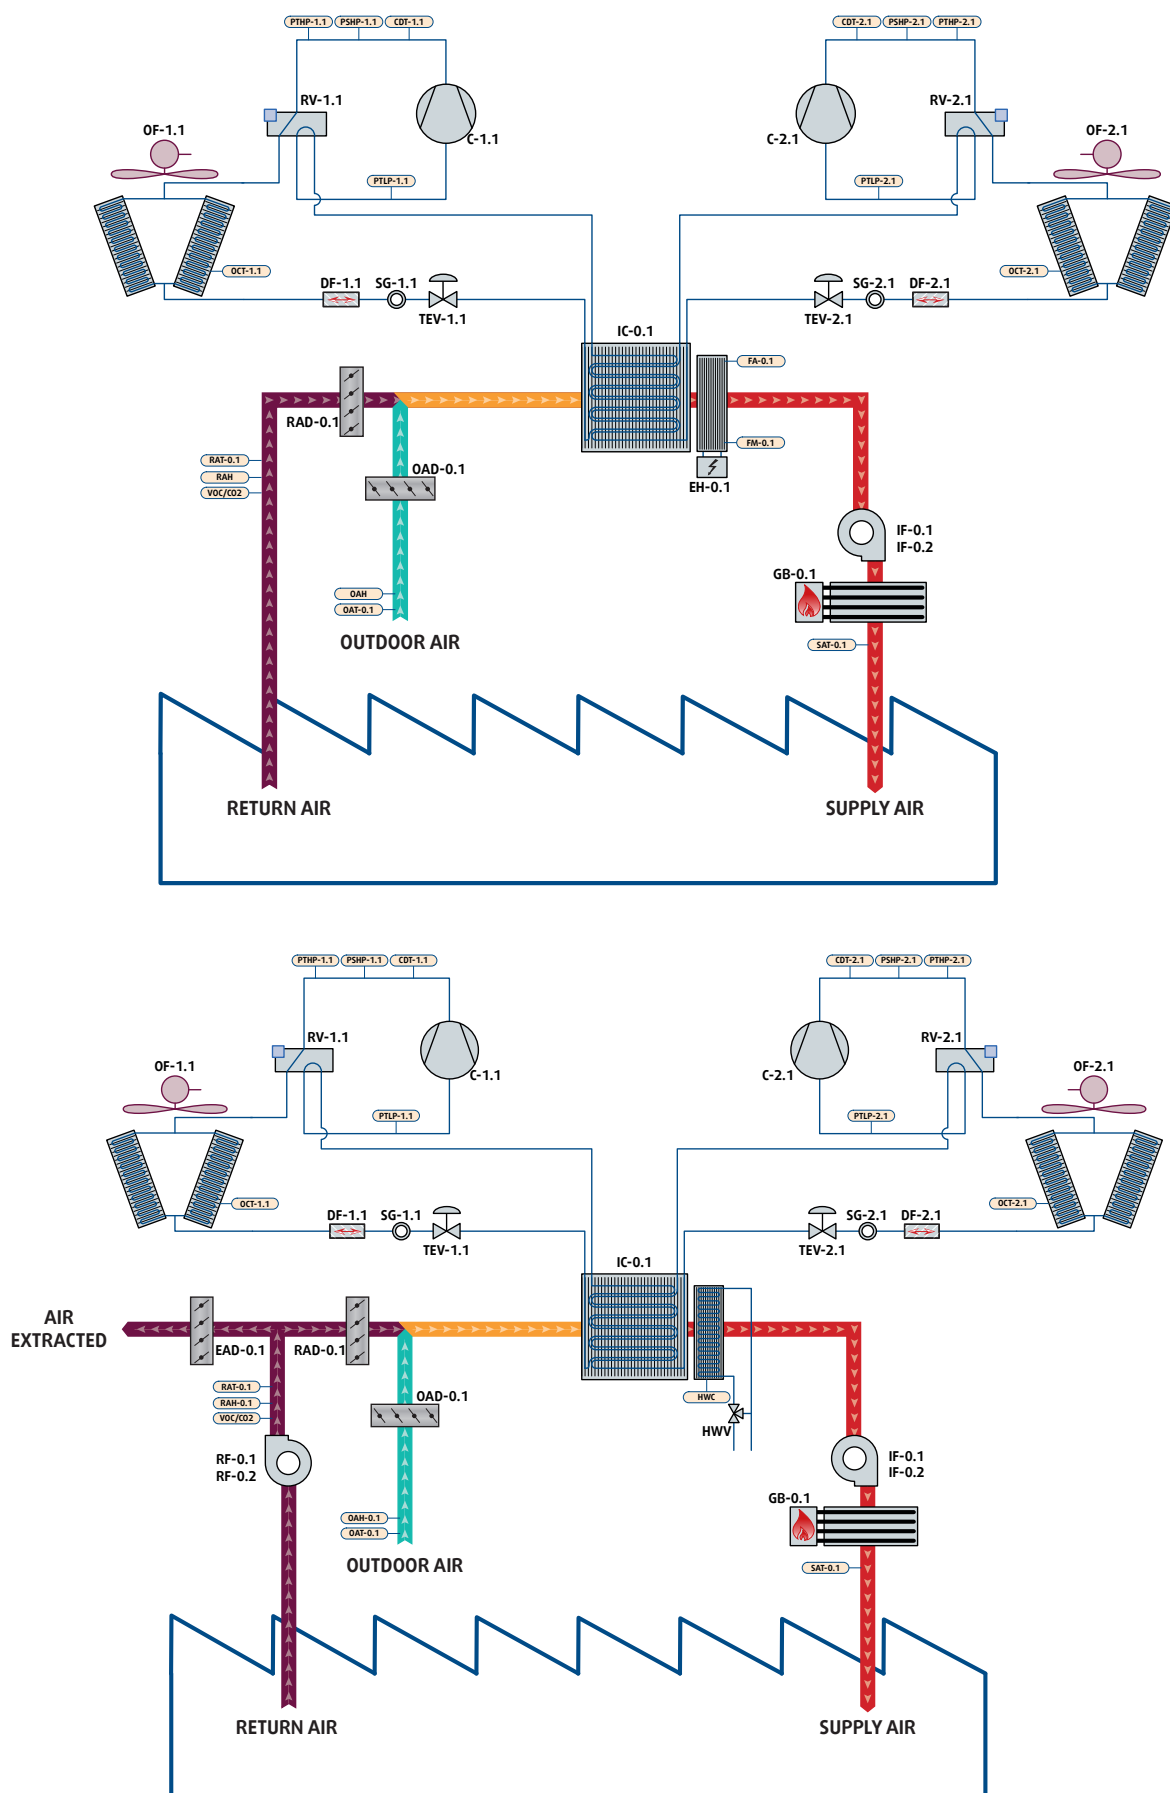 PTHP-1.1 PSHP-1.1 CDT-1.1
CDT-2.1 PSHP-2.1 PTHP-2.1
RV-1.1
RV-2.1
OF-1.1
C-1.1
C-2.1
OF-2.1
PTLP-1.1
PTLP-2.1
OCT-1.1
OCT-2.1
DF-1.1 SG-1.1
TEV-1.1
SG-2.1 DF-2.1
TEV-2.1
IC-0.1
FA-0.1
RAD-0.1
FM-0.1
RAT-0.1
RAH
VOC/CO2
OAD-0.1
EH-0.1
IF-0.1
IF-0.2
GB-0.1
OAH
OAT-0.1
OUTDOOR AIR
SAT-0.1
RETURN AIR
SUPPLY AIR
PTHP-1.1 PSHP-1.1 CDT-1.1
CDT-2.1 PSHP-2.1 PTHP-2.1
RV-1.1
RV-2.1
OF-1.1
C-1.1
C-2.1
OF-2.1
PTLP-1.1
PTLP-2.1
OCT-1.1
OCT-2.1
DF-1.1 SG-1.1
TEV-1.1
SG-2.1 DF-2.1
TEV-2.1
IC-0.1
AIR
EXTRACTED
EAD-0.1
RAD-0.1
RAT-0.1
RAH-0.1
VOC/CO2
OAD-0.1
HWC
HWV
RF-0.1
RF-0.2
IF-0.1
IF-0.2
GB-0.1
OAH-0.1
OAT-0.1
OUTDOOR AIR
SAT-0.1
RETURN AIR
SUPPLY AIR